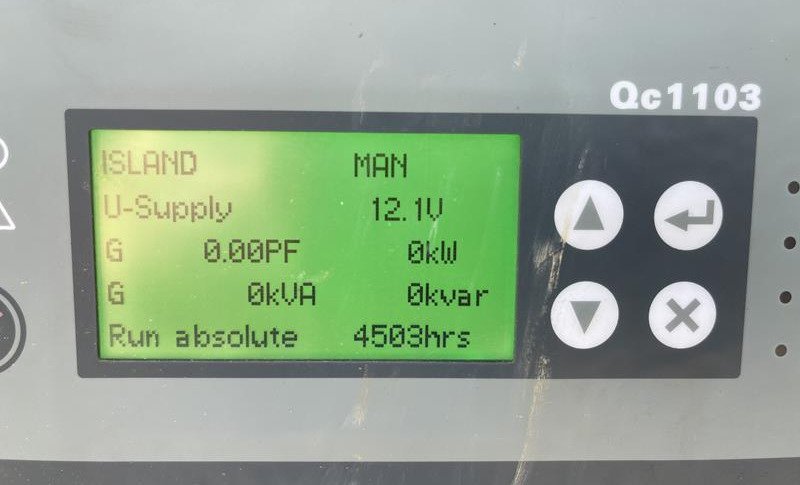 Qc1103
ISLAND MAN
U-Supply 12.1V
G 0.00PF 0kW
G 0kVA 0kvar
Run absolute 4503hrs